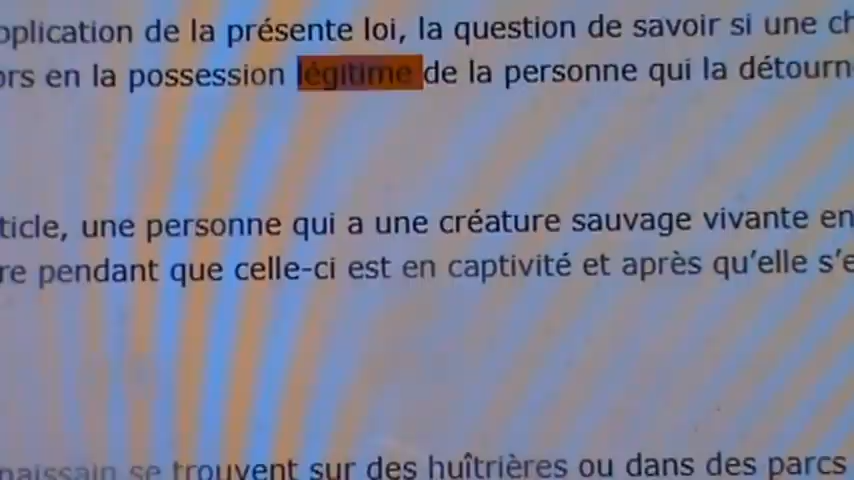 pplication de la présente loi, la question de savoir si une ch
ors en la possession légitime de la personne qui la détourn
ticle, une personne qui a une créature sauvage vivante en
re pendant que celle-ci est en captivité et après qu'elle s'e
naissain se trouvent sur des huîtrières ou dans des parcs